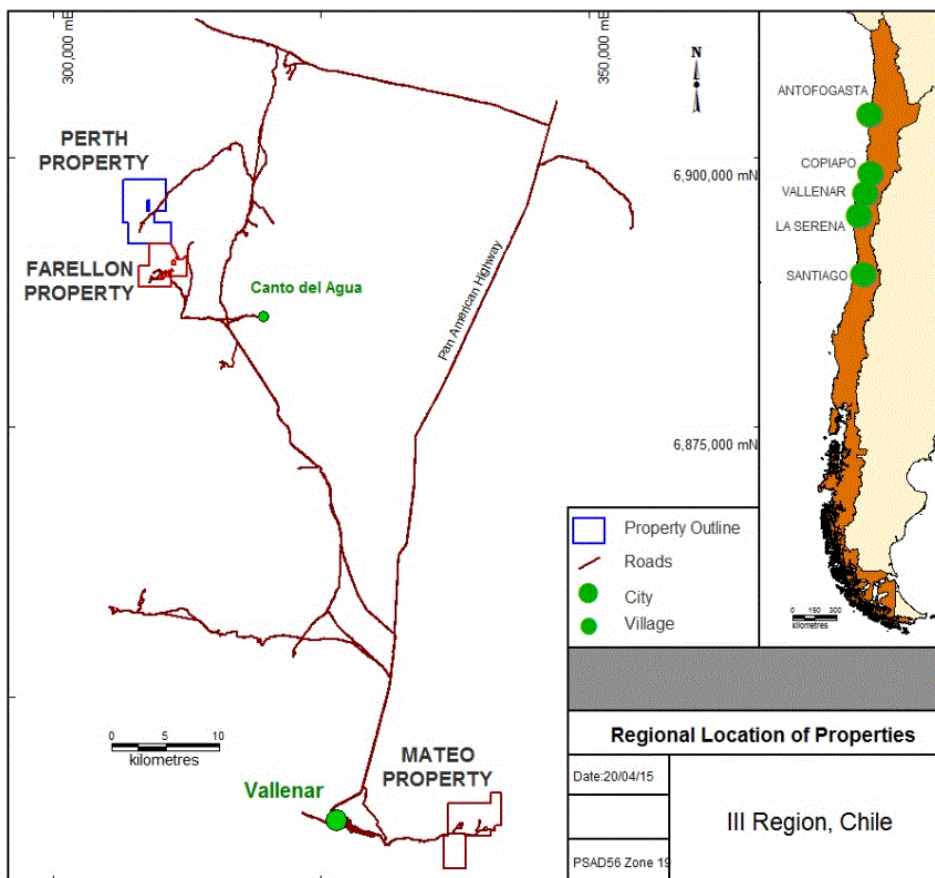 300,000 mE
350,000 mE
N
PERTH
PROPERTY
6,900,000 mN
FARELLON
PROPERTY
Canto del Agua
Pan American Highway
6,875,000 mN
0 5 10
kilometres
Vallenar
MATEO
PROPERTY
ANTOFOGASTA
COPIAPO
VALLENAR
LA SERENA
SANTIAGO
0 150 300
kilometres
Property Outline
Roads
City
Village
Regional Location of Properties
Date:20/04/15
III Region, Chile
PSAD56 Zone 19